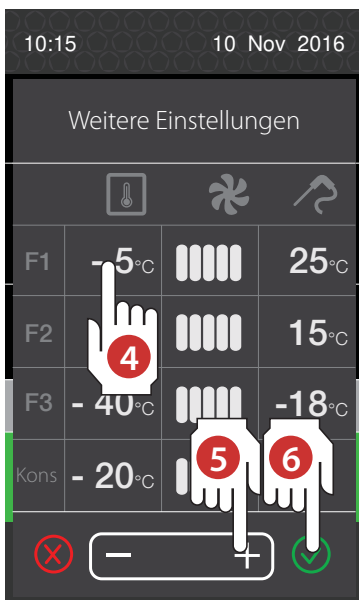 10:15 10 Nov 2016
Weitere Einstellungen
F1 - 5°C 25°C
F2 15°C
4
F3 - 40°C -18°C
5 6
Kons - 20°C
− +